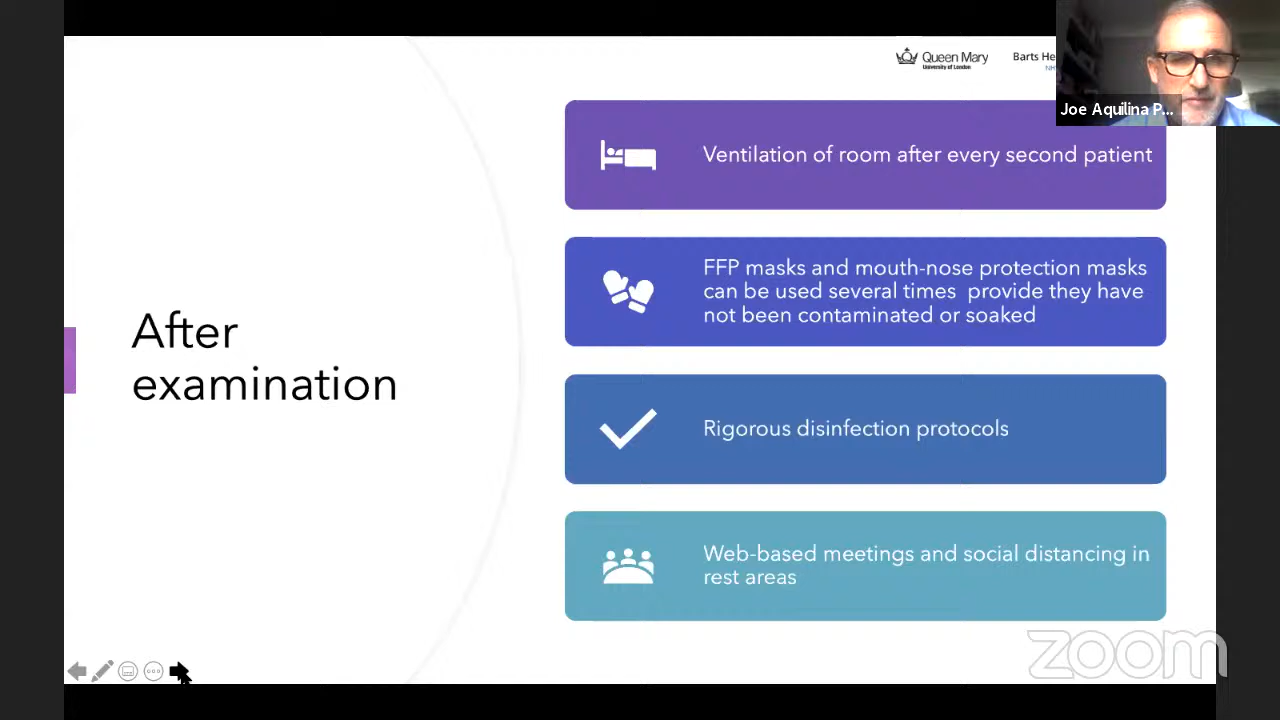 Queen Mary
University of London
Barts He
Joe Aquilina P...
Ventilation of room after every second patient
FFP masks and mouth-nose protection masks
can be used several times provide they have
not been contaminated or soaked
After
examination
Rigorous disinfection protocols
Web-based meetings and social distancing in
rest areas
zoom